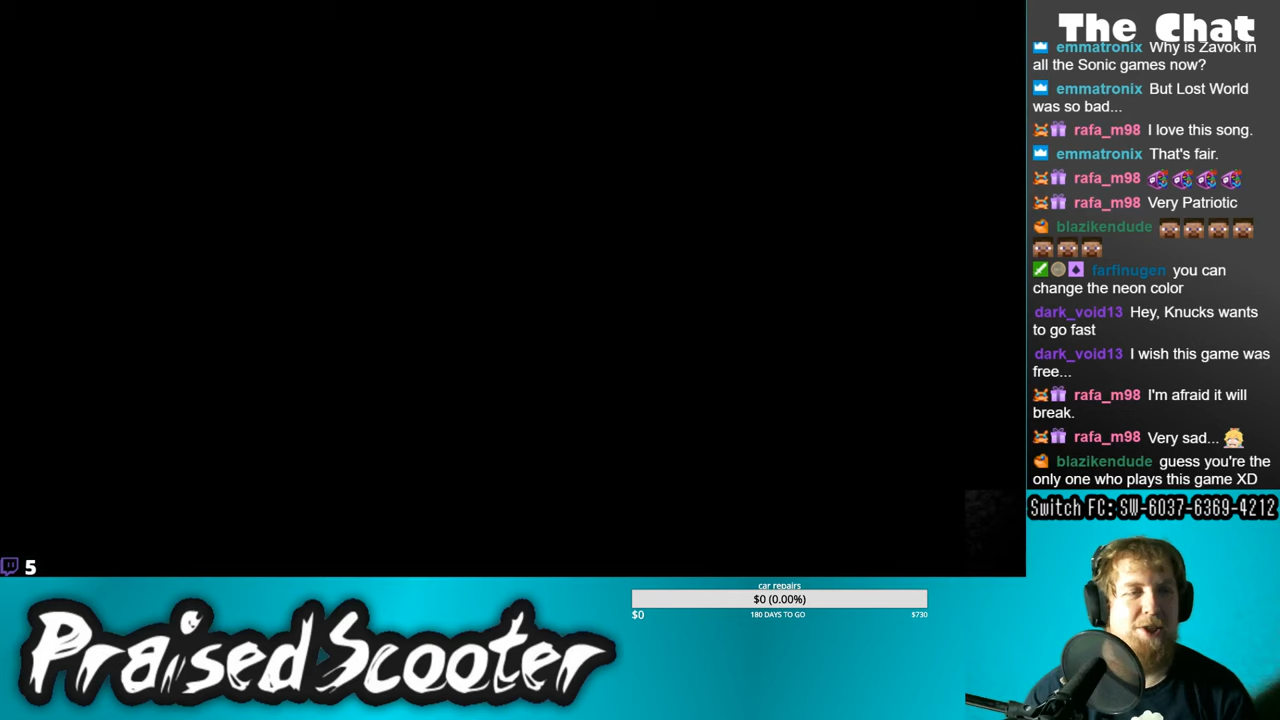 The Chat
emmatronix Why is Zavok in
all the Sonic games now?
emmatronix But Lost World
was so bad...
rafa_m98 I love this song.
emmatronix That's fair.
rafa_m98
rafa_m98 Very Patriotic
blazikendude
farfinugen you can
change the neon color
dark_void13 Hey, Knucks wants
to go fast
dark_void13 I wish this game was
free...
rafa_m98 I'm afraid it will
break.
rafa_m98 Very sad...
blazikendude guess you're the
only one who plays this game XD
Switch FC: SW-6037-6369-4212
5
car repairs
$0 (0.00%)
$0 180 DAYS TO GO $730
PraisedScooter